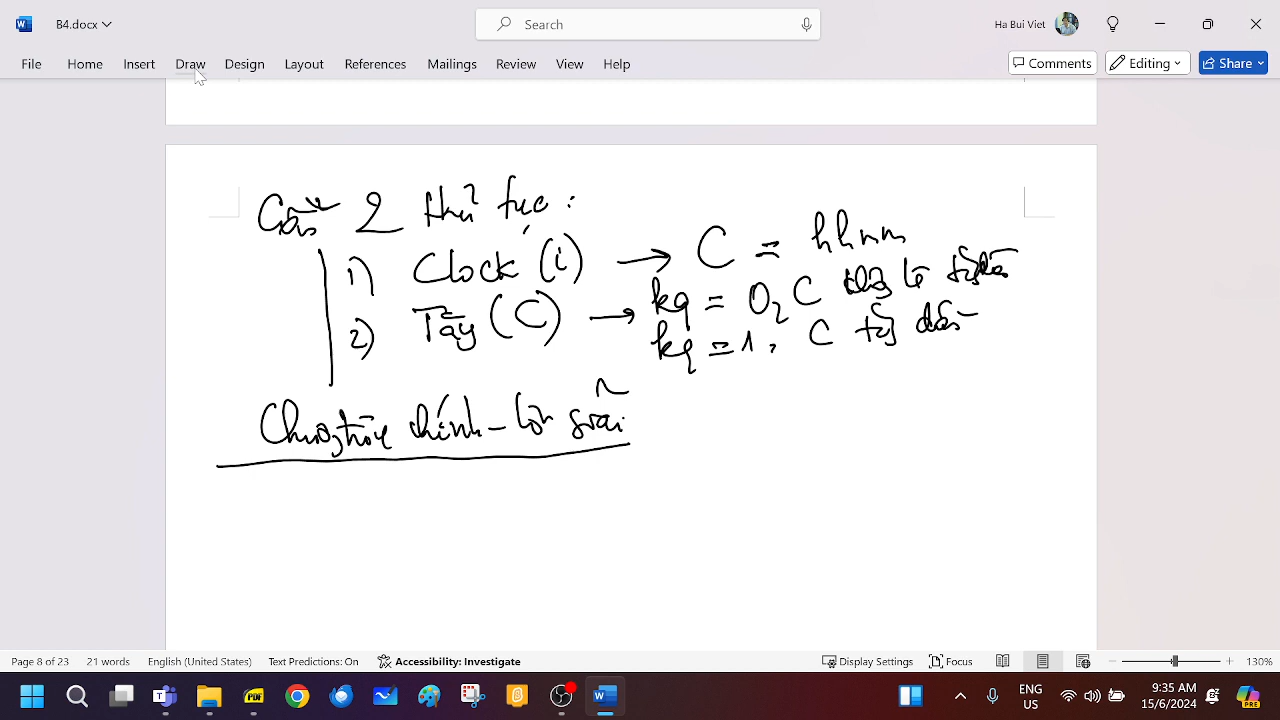 B4.docx
Search
Ha Bui Viet
File Home Insert Draw Design Layout References Mailings Review View Help
Comments Editing Share
Cần 2 thủ tục :
1) Clock (i) → C = hhmm
2) Tảy (C) → kq = 0, C
kq = 1, C
Chương trình chính - lời giải
Page 8 of 23 21 words English (United States) Text Predictions: On Accessibility: Investigate Display Settings Focus 130%
ENG
US
9:35 AM
15/6/2024
PDF
PRE